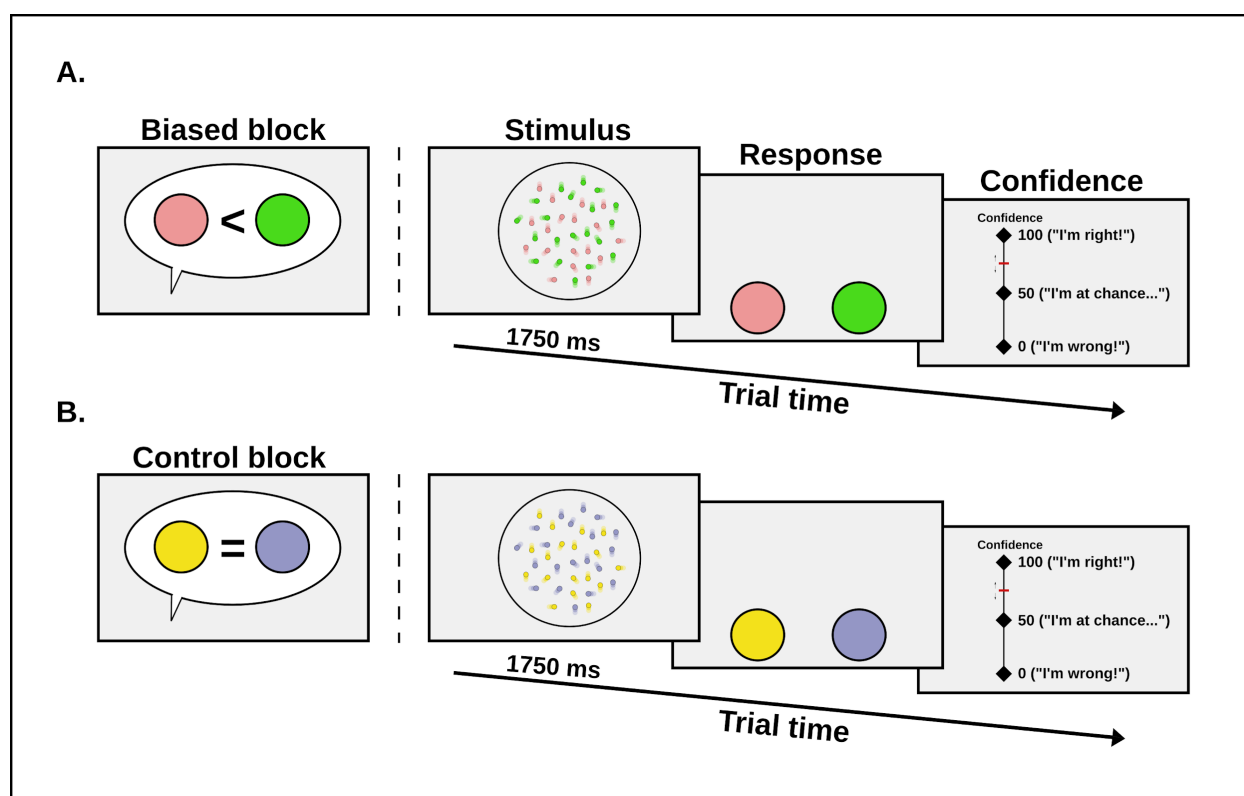 A.
Biased block
<
Stimulus
Response
Confidence
Confidence
100 ("I'm right!")
50 ("I'm at chance...")
0 ("I'm wrong!")
1750 ms
Trial time
B.
Control block
=
Confidence
100 ("I'm right!")
50 ("I'm at chance...")
0 ("I'm wrong!")
1750 ms
Trial time